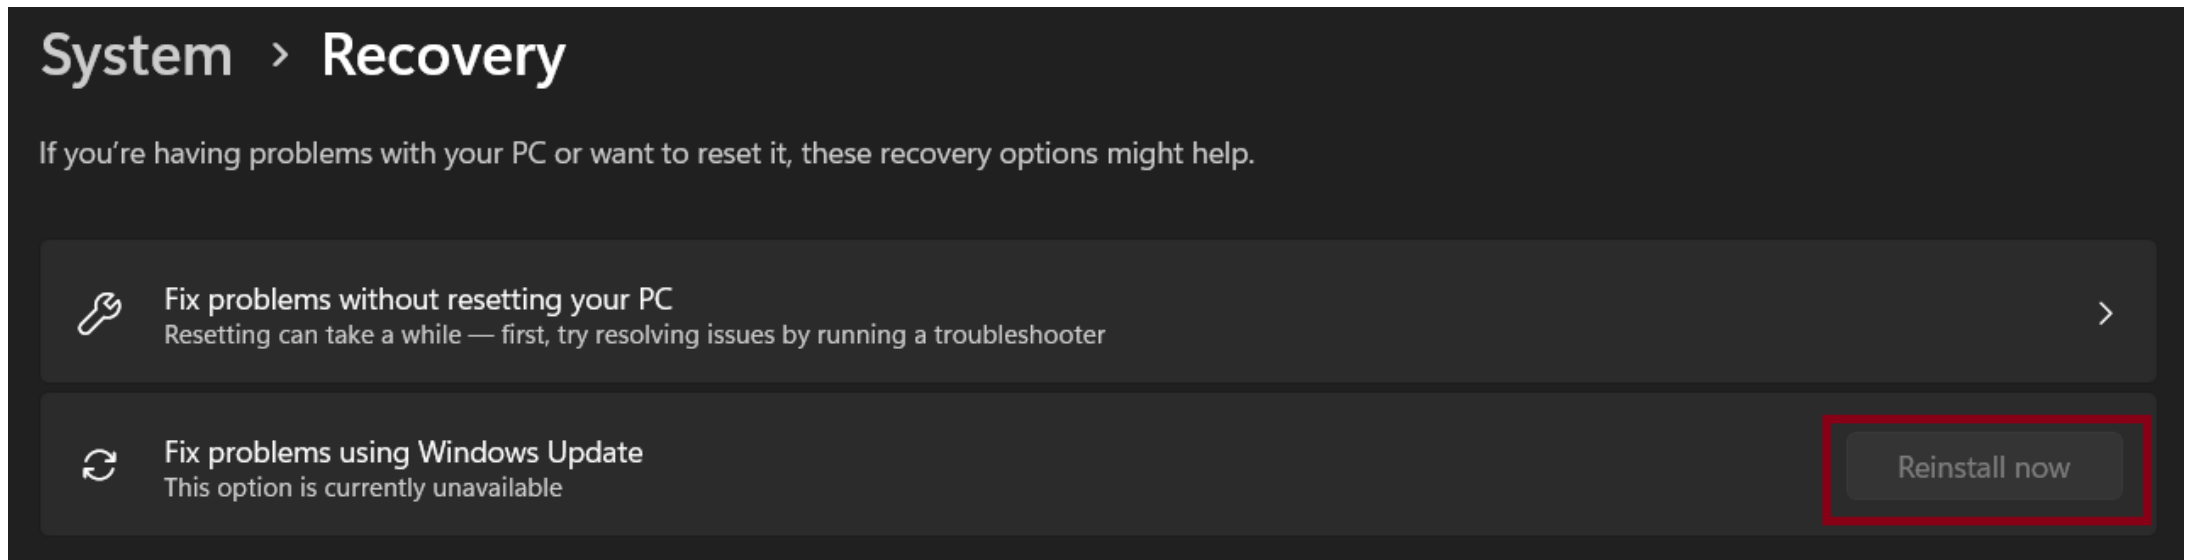 System > Recovery
If you’re having problems with your PC or want to reset it, these recovery options might help.
Fix problems without resetting your PC
Resetting can take a while — first, try resolving issues by running a troubleshooter
Fix problems using Windows Update
This option is currently unavailable
Reinstall now